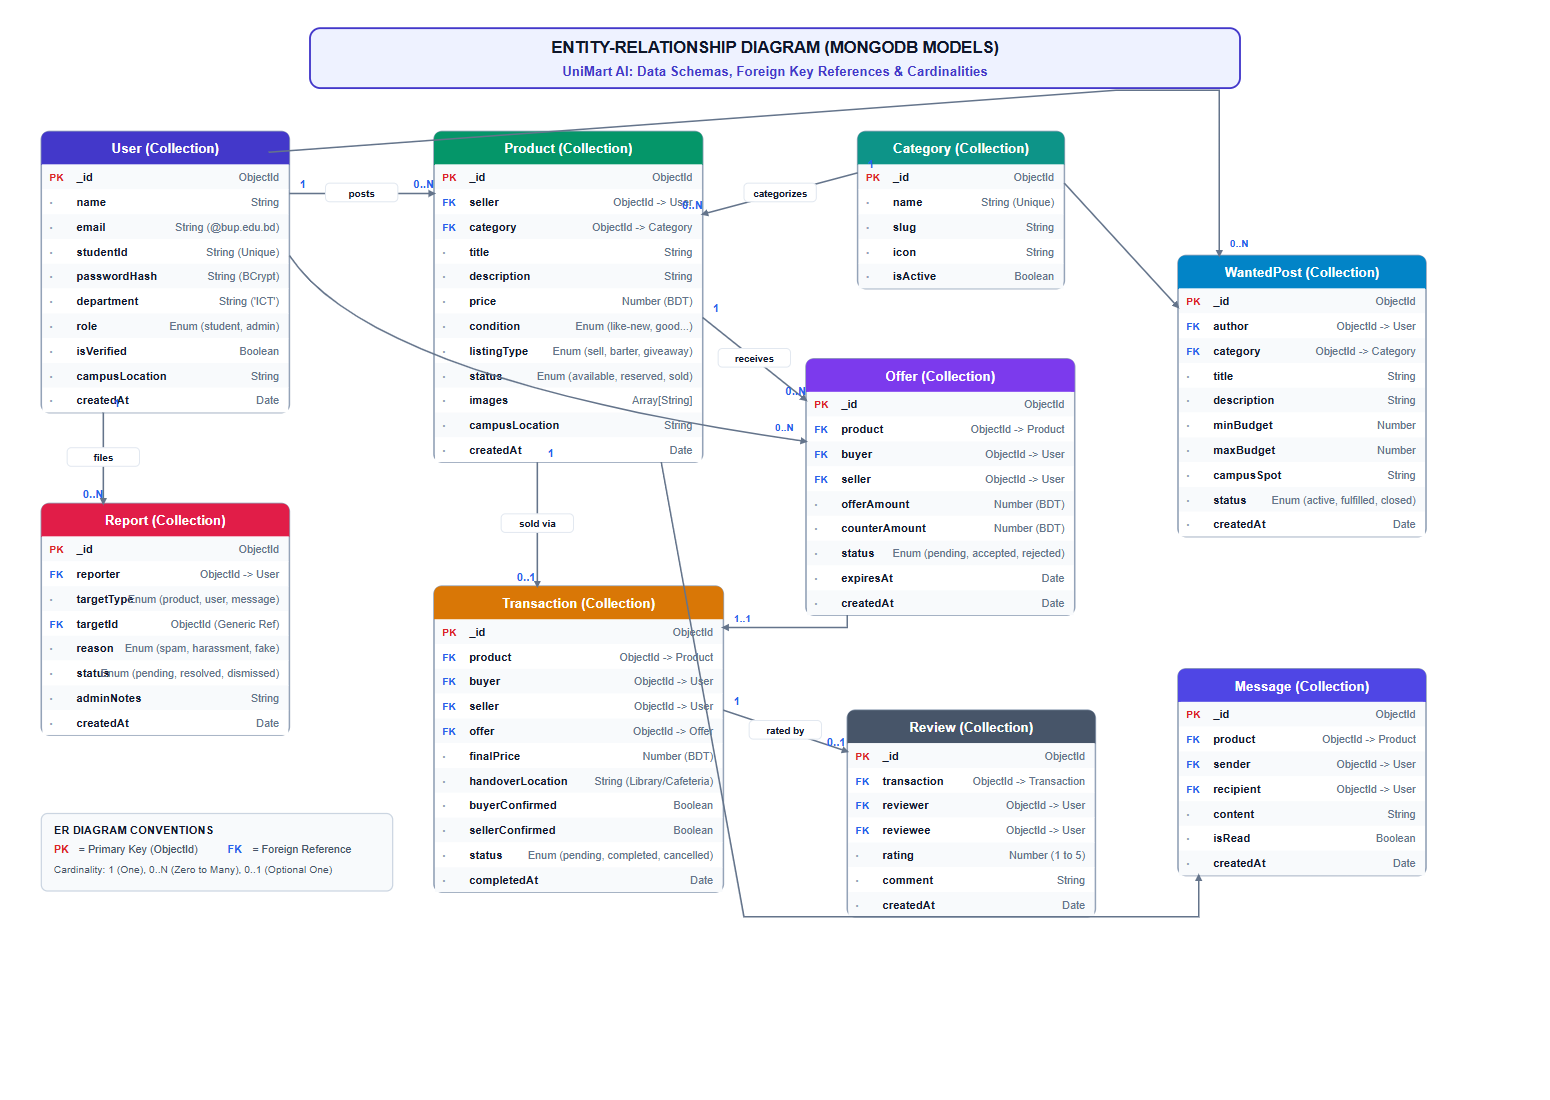 ENTITY-RELATIONSHIP DIAGRAM (MONGODB MODELS)
UniMart AI: Data Schemas, Foreign Key References & Cardinalities
User (Collection)
PK _id ObjectId
· name String
· email String (@bup.edu.bd)
· studentId String (Unique)
· passwordHash String (BCrypt)
· department String ('ICT')
· role Enum (student, admin)
· isVerified Boolean
· campusLocation String
· createdAt Date
1
posts
0..N
Product (Collection)
PK _id ObjectId
FK seller ObjectId -> User
FK category ObjectId -> Category
· title String
· description String
· price Number (BDT)
· condition Enum (like-new, good...)
· listingType Enum (sell, barter, giveaway)
· status Enum (available, reserved, sold)
· images Array[String]
· campusLocation String
· createdAt Date
0..N
categorizes
1
Category (Collection)
PK _id ObjectId
· name String (Unique)
· slug String
· icon String
· isActive Boolean
0..N
WantedPost (Collection)
PK _id ObjectId
FK author ObjectId -> User
FK category ObjectId -> Category
· title String
· description String
· minBudget Number
· maxBudget Number
· campusSpot String
· status Enum (active, fulfilled, closed)
· createdAt Date
1
receives
0..N
0..N
Offer (Collection)
PK _id ObjectId
FK product ObjectId -> Product
FK buyer ObjectId -> User
FK seller ObjectId -> User
· offerAmount Number (BDT)
· counterAmount Number (BDT)
· status Enum (pending, accepted, rejected)
· expiresAt Date
· createdAt Date
1
files
0..N
Report (Collection)
PK _id ObjectId
FK reporter ObjectId -> User
· targetType Enum (product, user, message)
FK targetId ObjectId (Generic Ref)
· reason Enum (spam, harassment, fake)
· status Enum (pending, resolved, dismissed)
· adminNotes String
· createdAt Date
1
sold via
0..1
Transaction (Collection)
PK _id ObjectId
FK product ObjectId -> Product
FK buyer ObjectId -> User
FK seller ObjectId -> User
FK offer ObjectId -> Offer
· finalPrice Number (BDT)
· handoverLocation String (Library/Cafeteria)
· buyerConfirmed Boolean
· sellerConfirmed Boolean
· status Enum (pending, completed, cancelled)
· completedAt Date
1..1
1
rated by
0..1
Review (Collection)
PK _id ObjectId
FK transaction ObjectId -> Transaction
FK reviewer ObjectId -> User
FK reviewee ObjectId -> User
· rating Number (1 to 5)
· comment String
· createdAt Date
Message (Collection)
PK _id ObjectId
FK product ObjectId -> Product
FK sender ObjectId -> User
FK recipient ObjectId -> User
· content String
· isRead Boolean
· createdAt Date
ER DIAGRAM CONVENTIONS
PK = Primary Key (ObjectId) FK = Foreign Reference
Cardinality: 1 (One), 0..N (Zero to Many), 0..1 (Optional One)